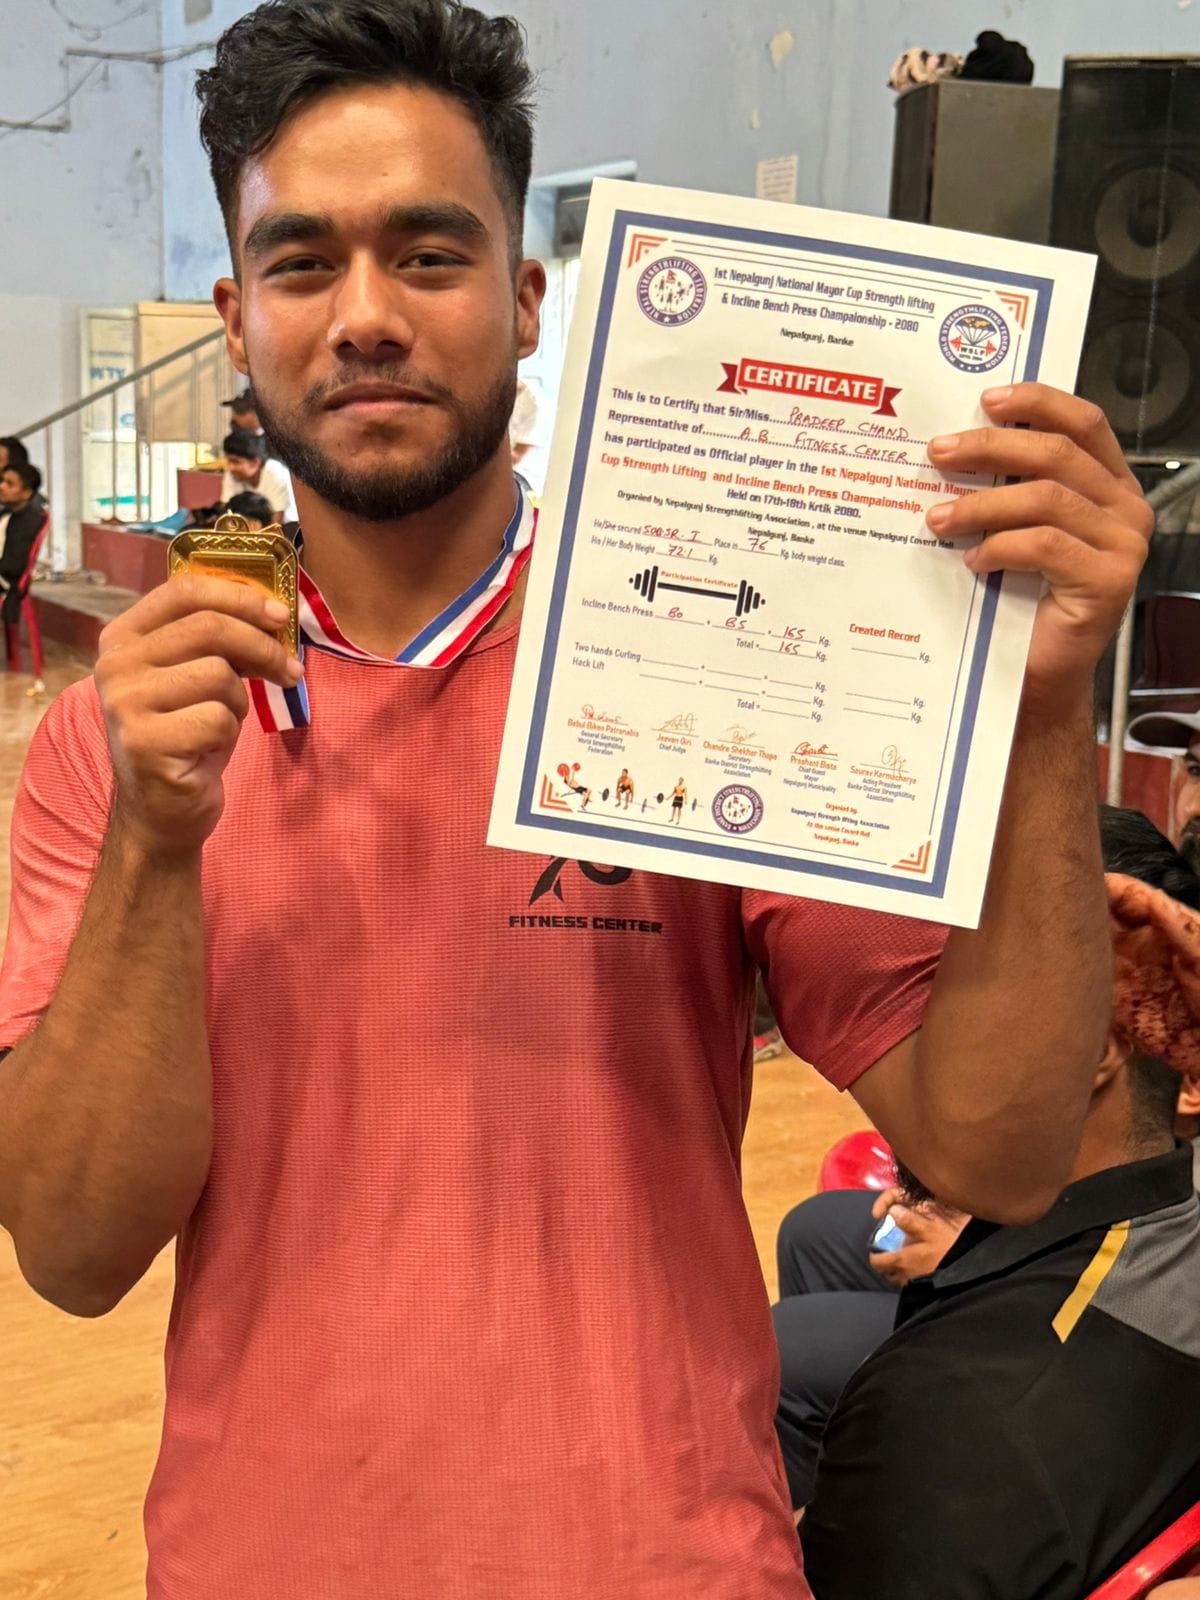 1st Nepalgunj National Mayor Cup Strength lifting
& Incline Bench Press Champaionship - 2080
Nepalgunj, Banke
CERTIFICATE
This is to Certify that Sir/Miss....PRADEEP CHAND
Representative of....A.B. FITNESS CENTER
has participated as Official player in the 1st Nepalgunj National Mayor
Cup Strength Lifting and Incline Bench Press Champaionship.
Held on 17th-18th Krtik 2080.
Organied by Nepalgunj Strengthlifting Association, at the venue Nepalgunj Coverd Hall
Nepalgunj, Banke
He/She secured I Place in 76 Kg. body weight class.
His / Her Body Weight 72.1 Kg.
Participation Certificate
Incline Bench Press 80 + 85 = 165 Kg.
Total = 165 Kg.
Created Record
Kg.
Two hands Curling + = Kg. Kg.
Hack Lift + = Kg. Kg.
Total = Kg.
Babul Bikas Patranabis
General Secretary
World Strengthlifting
Federation
Jeevan Giri
Chief Judge
Chandra Shekher Thapa
Secretary
Banke District Strengthlifting
Association
Prashant Bista
Chief Guest
Mayor
Nepalgunj Municipality
Saurav Karmacharya
Acting President
Banke District Strengthlifting
Association
Organied by,
Nepalgunj Strength lifting Association
At the venue Coverd Hall
Nepalgunj, Banke
WORLD STRENGTHLIFTING FEDERATION
WSLF
FITNESS CENTER